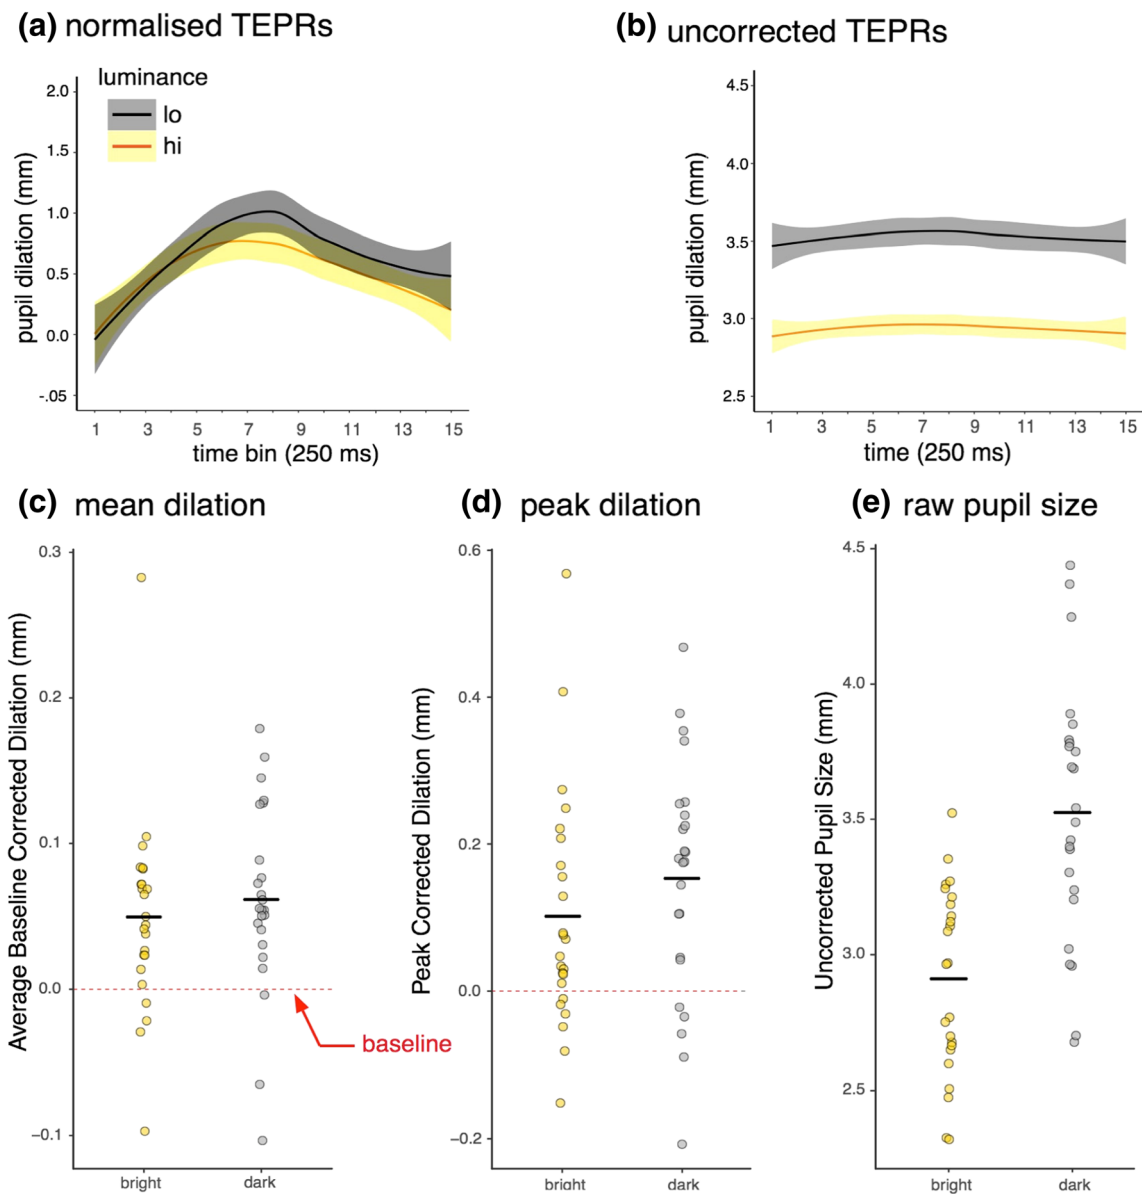 (a) normalised TEPRs
luminance
lo
hi
pupil dilation (mm)
2.0
1.5
1.0
0.5
0.0
-.05
1 3 5 7 9 11 13 15
time bin (250 ms)
(b) uncorrected TEPRs
pupil dilation (mm)
4.5
4.0
3.5
3.0
2.5
1 3 5 7 9 11 13 15
time (250 ms)
(c) mean dilation
Average Baseline Corrected Dilation (mm)
0.3
0.2
0.1
0.0
−0.1
baseline
bright dark
(d) peak dilation
Peak Corrected Dilation (mm)
0.6
0.4
0.2
0.0
−0.2
bright dark
(e) raw pupil size
Uncorrected Pupil Size (mm)
4.5
4.0
3.5
3.0
2.5
bright dark